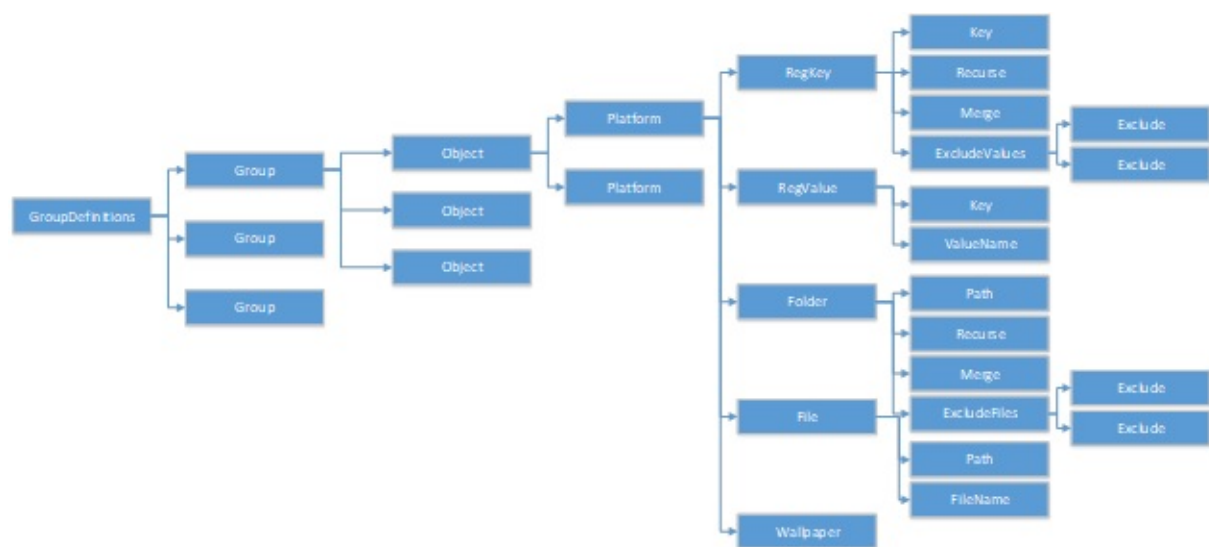 GroupDefinitions
Group
Group
Group
Object
Object
Object
Platform
Platform
RegKey
RegValue
Folder
File
Wallpaper
Key
Recurse
Merge
ExcludeValues
Key
ValueName
Path
Recurse
Merge
ExcludeFiles
Path
FileName
Exclude
Exclude
Exclude
Exclude